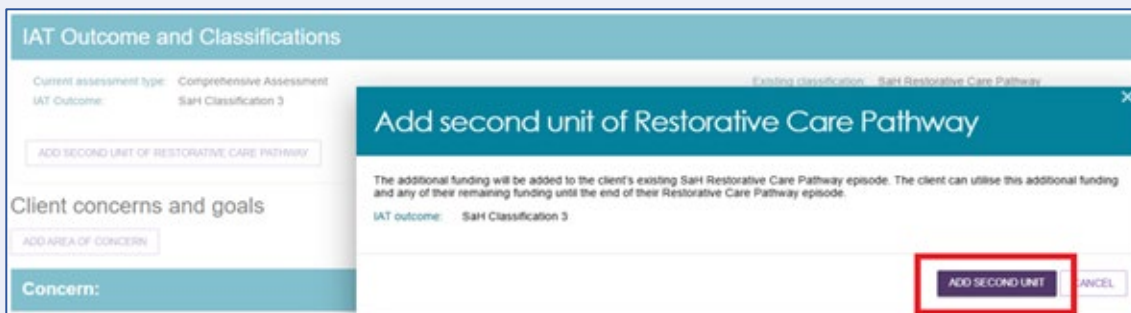 IAT Outcome and Classifications
Current assessment type: Comprehensive Assessment
Existing classification: SaH Restorative Care Pathway
IAT Outcome: SaH Classification 3
ADD SECOND UNIT OF RESTORATIVE CARE PATHWAY
Client concerns and goals
ADD AREA OF CONCERN
Concern:
×
Add second unit of Restorative Care Pathway
The additional funding will be added to the client's existing SaH Restorative Care Pathway episode. The client can utilise this additional funding
and any of their remaining funding until the end of their Restorative Care Pathway episode.
IAT outcome: SaH Classification 3
ADD SECOND UNIT
CANCEL